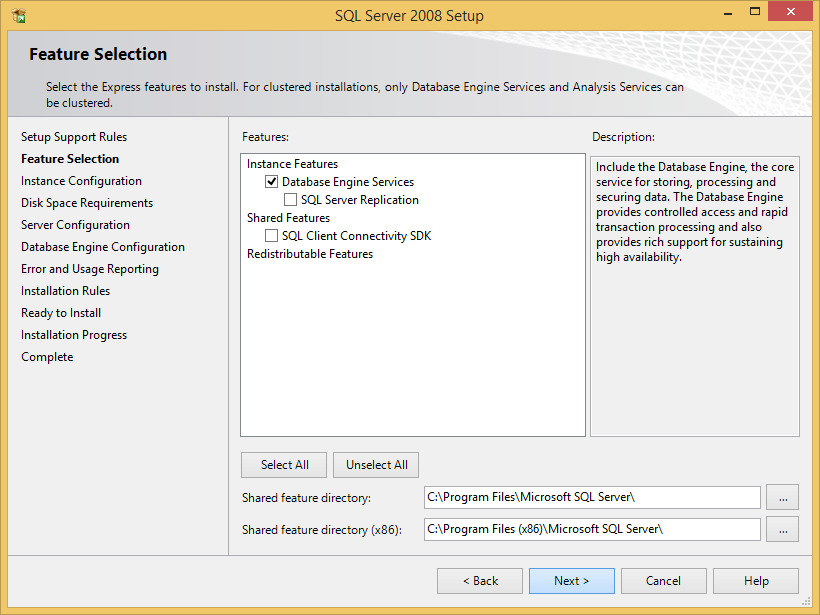 SQL Server 2008 Setup
Feature Selection
Select the Express features to install. For clustered installations, only Database Engine Services and Analysis Services can
be clustered.
Setup Support Rules
Feature Selection
Instance Configuration
Disk Space Requirements
Server Configuration
Database Engine Configuration
Error and Usage Reporting
Installation Rules
Ready to Install
Installation Progress
Complete
Features:
Instance Features
Database Engine Services
SQL Server Replication
Shared Features
SQL Client Connectivity SDK
Redistributable Features
Description:
Include the Database Engine, the core
service for storing, processing and
securing data. The Database Engine
provides controlled access and rapid
transaction processing and also
provides rich support for sustaining
high availability.
Select All
Unselect All
Shared feature directory:
C:\Program Files\Microsoft SQL Server\
...
Shared feature directory (x86):
C:\Program Files (x86)\Microsoft SQL Server\
...
< Back
Next >
Cancel
Help